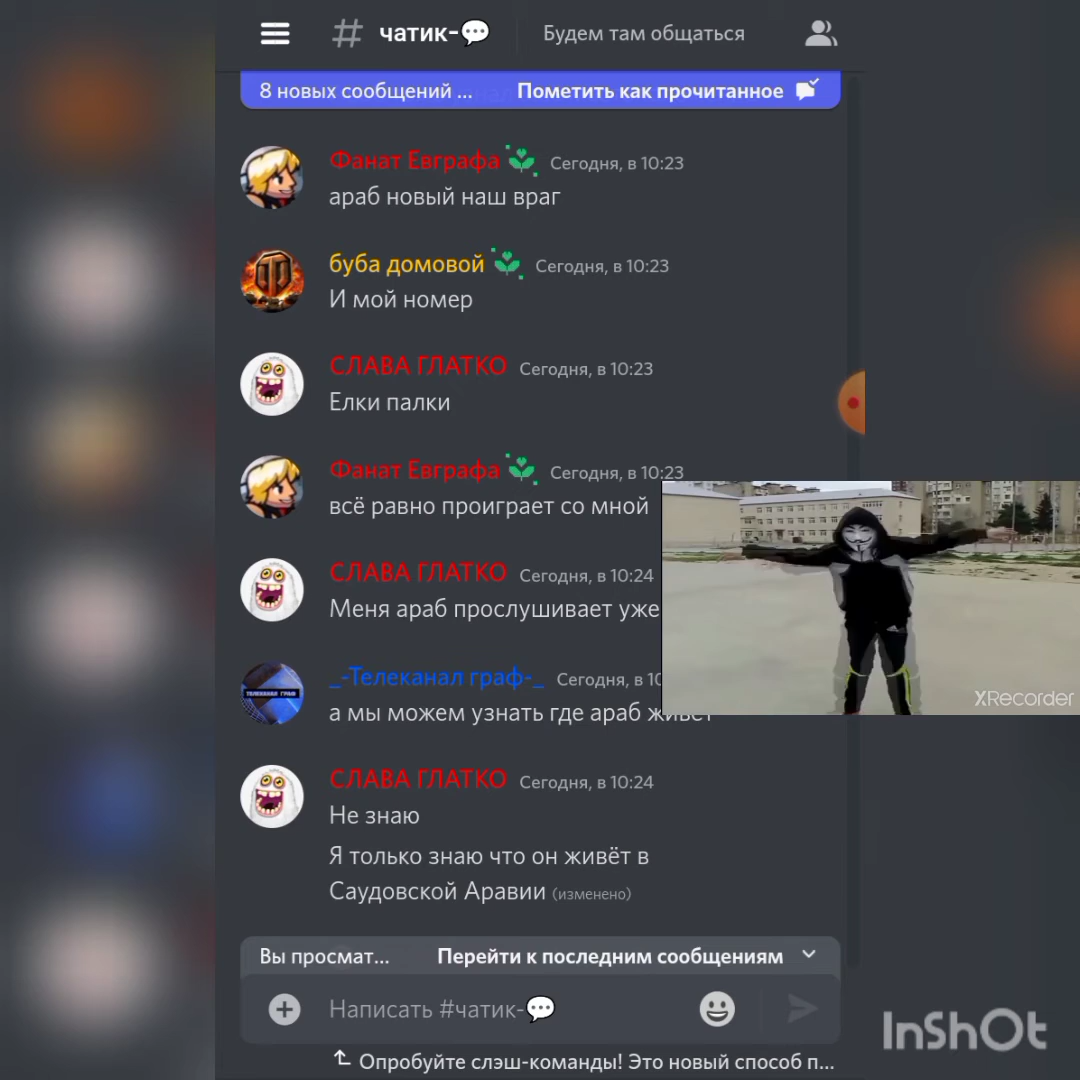 чатик-💬
Будем там общаться
8 новых сообщений ...
Пометить как прочитанное
Фанат Евграфа Сегодня, в 10:23
араб новый наш враг
буба домовой Сегодня, в 10:23
И мой номер
СЛАВА ГЛАТКО Сегодня, в 10:23
Елки палки
Фанат Евграфа Сегодня, в 10:23
всё равно проиграет со мной
СЛАВА ГЛАТКО Сегодня, в 10:24
Меня араб прослушивает уже
ТЕЛЕКАНАЛ ГРАФ
_-Телеканал граф-_ Сегодня, в 10
а мы можем узнать где араб живёт
СЛАВА ГЛАТКО Сегодня, в 10:24
Не знаю
Я только знаю что он живёт в
Саудовской Аравии (изменено)
XRecorder
Вы просмат...
Перейти к последним сообщениям
Написать #чатик-💬
Опробуйте слэш-команды! Это новый способ п...
InShOt